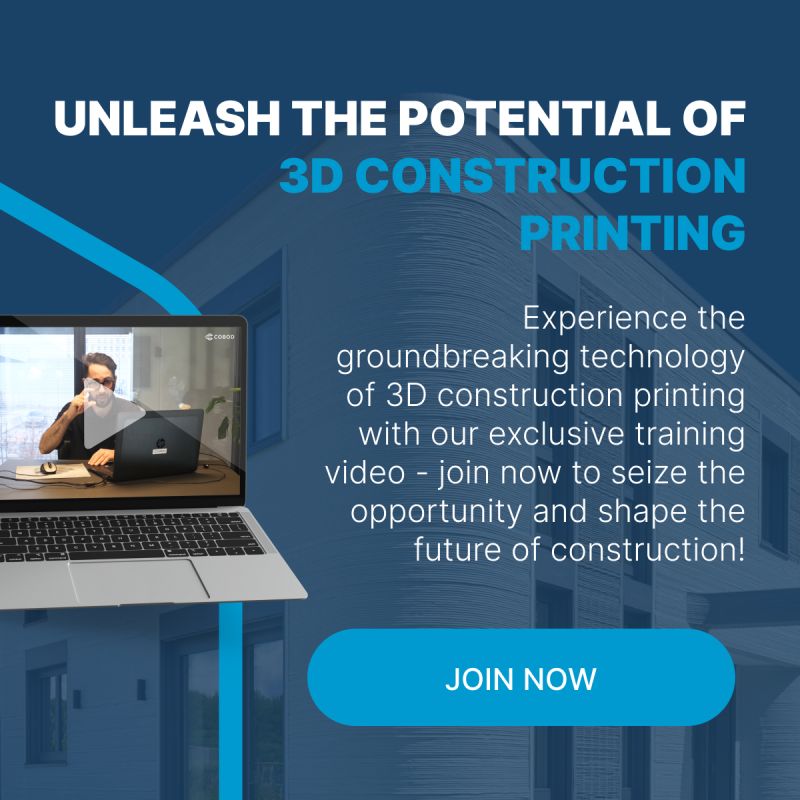 UNLEASH THE POTENTIAL OF
3D CONSTRUCTION
PRINTING
Experience the
groundbreaking technology
of 3D construction printing
with our exclusive training
video - join now to seize the
opportunity and shape the
future of construction!
COBOD
JOIN NOW